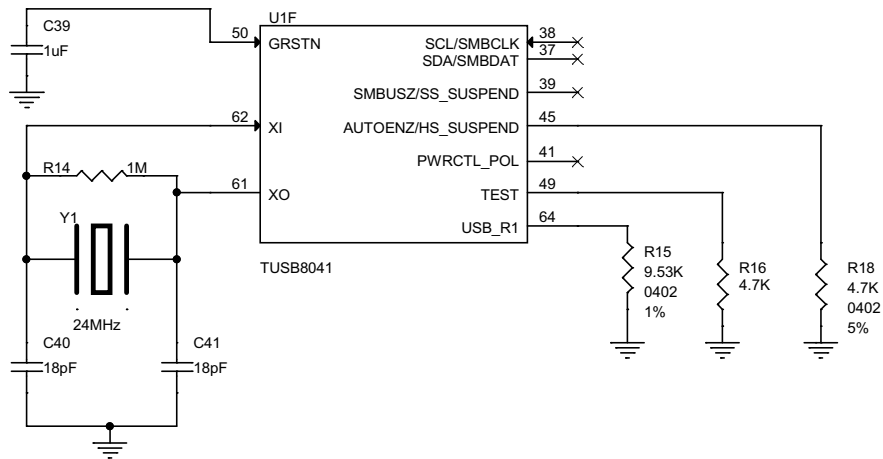 U1F
C39
1uF
50
GRSTN
SCL/SMBCLK
38
SDA/SMBDAT
37
SMBUSZ/SS_SUSPEND
39
62
XI
AUTOENZ/HS_SUSPEND
45
R14
1M
PWRCTL_POL
41
61
XO
TEST
49
Y1
USB_R1
64
TUSB8041
R15
9.53K
0402
1%
R16
4.7K
R18
4.7K
0402
5%
24MHz
C40
18pF
C41
18pF